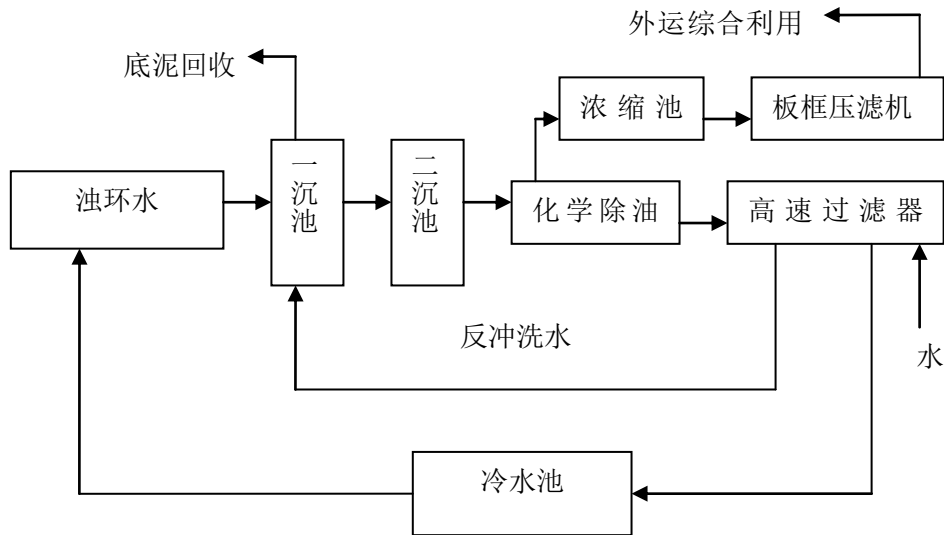 外运综合利用
底泥回收
浓缩池
板框压滤机
一沉池
二沉池
浊环水
化学除油
高速过滤器
反冲洗水
水
冷水池